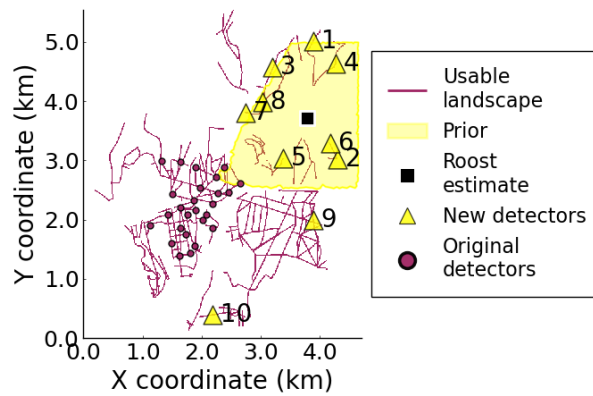 5.0
4.0
3.0
2.0
1.0
0.0
0.0
1.0
2.0
3.0
4.0
Y coordinate (km)
X coordinate (km)
1
3
4
8
7
6
5
2
9
10
Usable
landscape
Prior
Roost
estimate
New detectors
Original
detectors